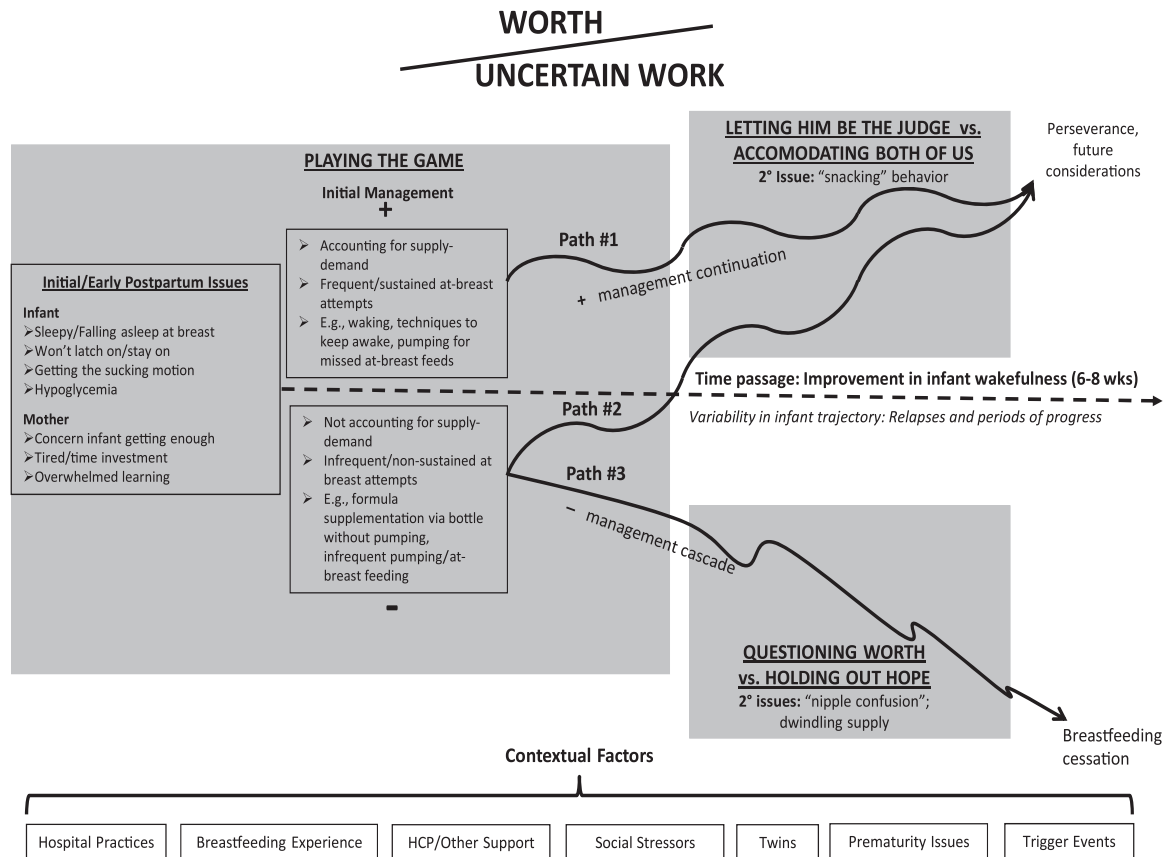 WORTH
UNCERTAIN WORK
PLAYING THE GAME
Initial Management
+
Initial/Early Postpartum Issues
Infant
➢Sleepy/Falling asleep at breast
➢Won't latch on/stay on
➢Getting the sucking motion
➢Hypoglycemia
Mother
➢Concern infant getting enough
➢Tired/time investment
➢Overwhelmed learning
➢ Accounting for supply-
demand
➢ Frequent/sustained at-breast
attempts
➢ E.g., waking, techniques to
keep awake, pumping for
missed at-breast feeds
➢ Not accounting for supply-
demand
➢ Infrequent/non-sustained at
breast attempts
➢ E.g., formula
supplementation via bottle
without pumping,
infrequent pumping/at-
breast feeding
-
Path #1
+ management continuation
Path #2
Path #3
– management cascade
LETTING HIM BE THE JUDGE vs.
ACCOMODATING BOTH OF US
2° Issue: "snacking" behavior
Perseverance,
future
considerations
Time passage: Improvement in infant wakefulness (6-8 wks)
Variability in infant trajectory: Relapses and periods of progress
QUESTIONING WORTH
vs. HOLDING OUT HOPE
2° issues: "nipple confusion";
dwindling supply
Breastfeeding
cessation
Contextual Factors
Hospital Practices
Breastfeeding Experience
HCP/Other Support
Social Stressors
Twins
Prematurity Issues
Trigger Events